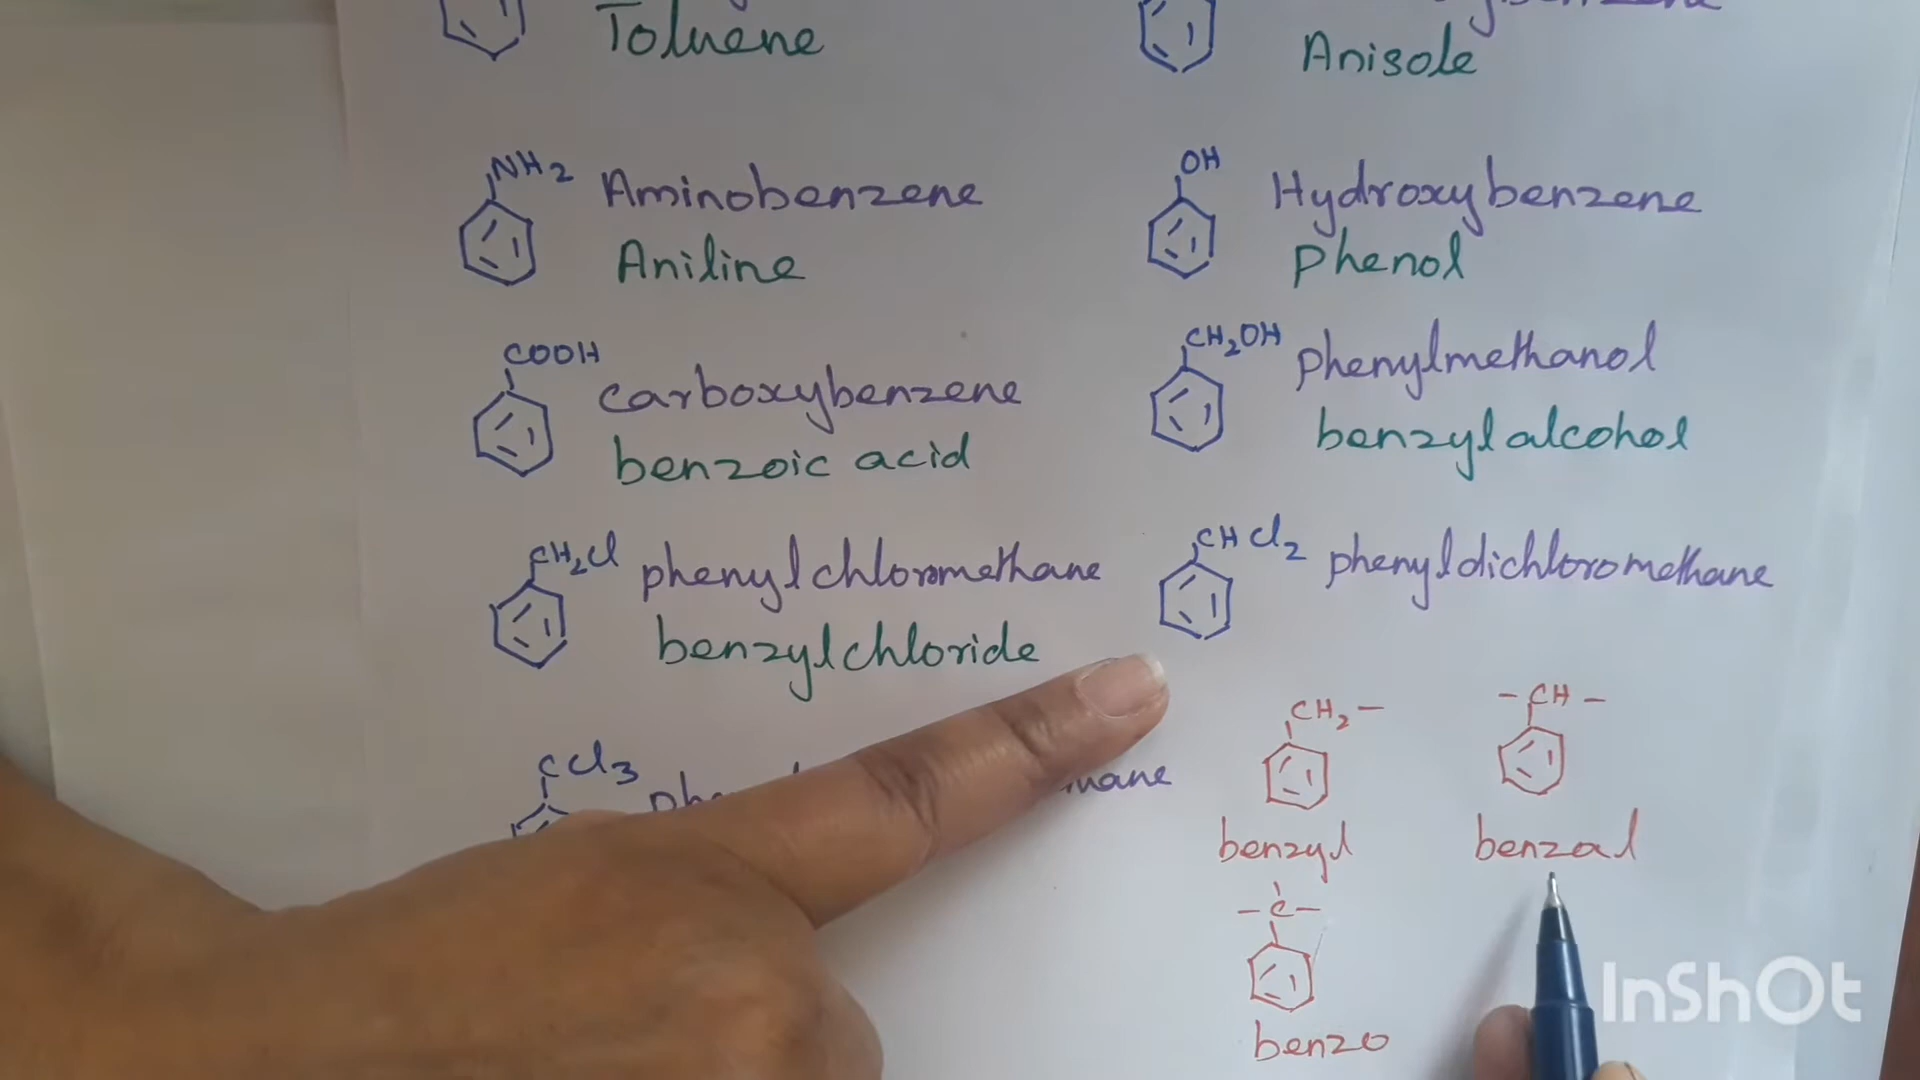 Toluene
Anisole
NH2 Aminobenzene
Aniline
OH Hydroxybenzene
Phenol
COOH carboxybenzene
benzoic acid
CH2OH phenylmethanol
benzylalcohol
CH2Cl phenylchloromethane
benzylchloride
CHCl2 phenyldichloromethane
CCl3
CH2-
benzyl
-CH-
benzal
-C-
benzo
InShOt